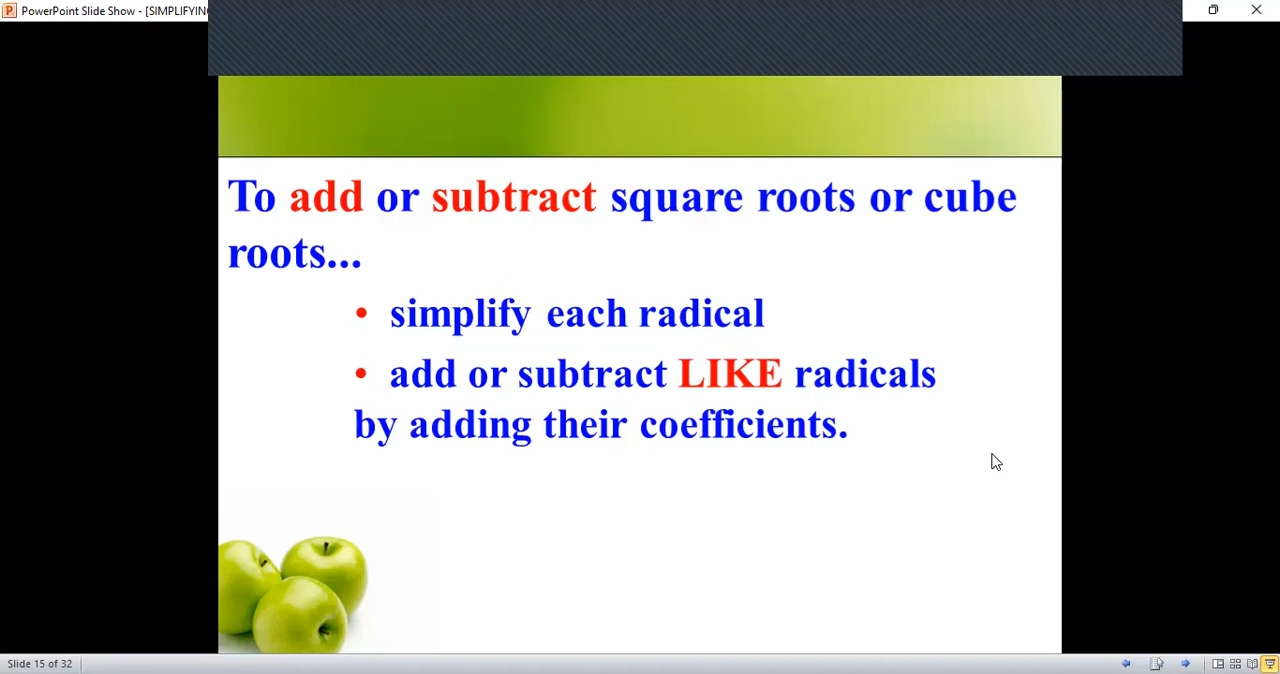 PowerPoint Slide Show - [SIMPLIFYING
To add or subtract square roots or cube
roots...
• simplify each radical
• add or subtract LIKE radicals
by adding their coefficients.
Slide 15 of 32